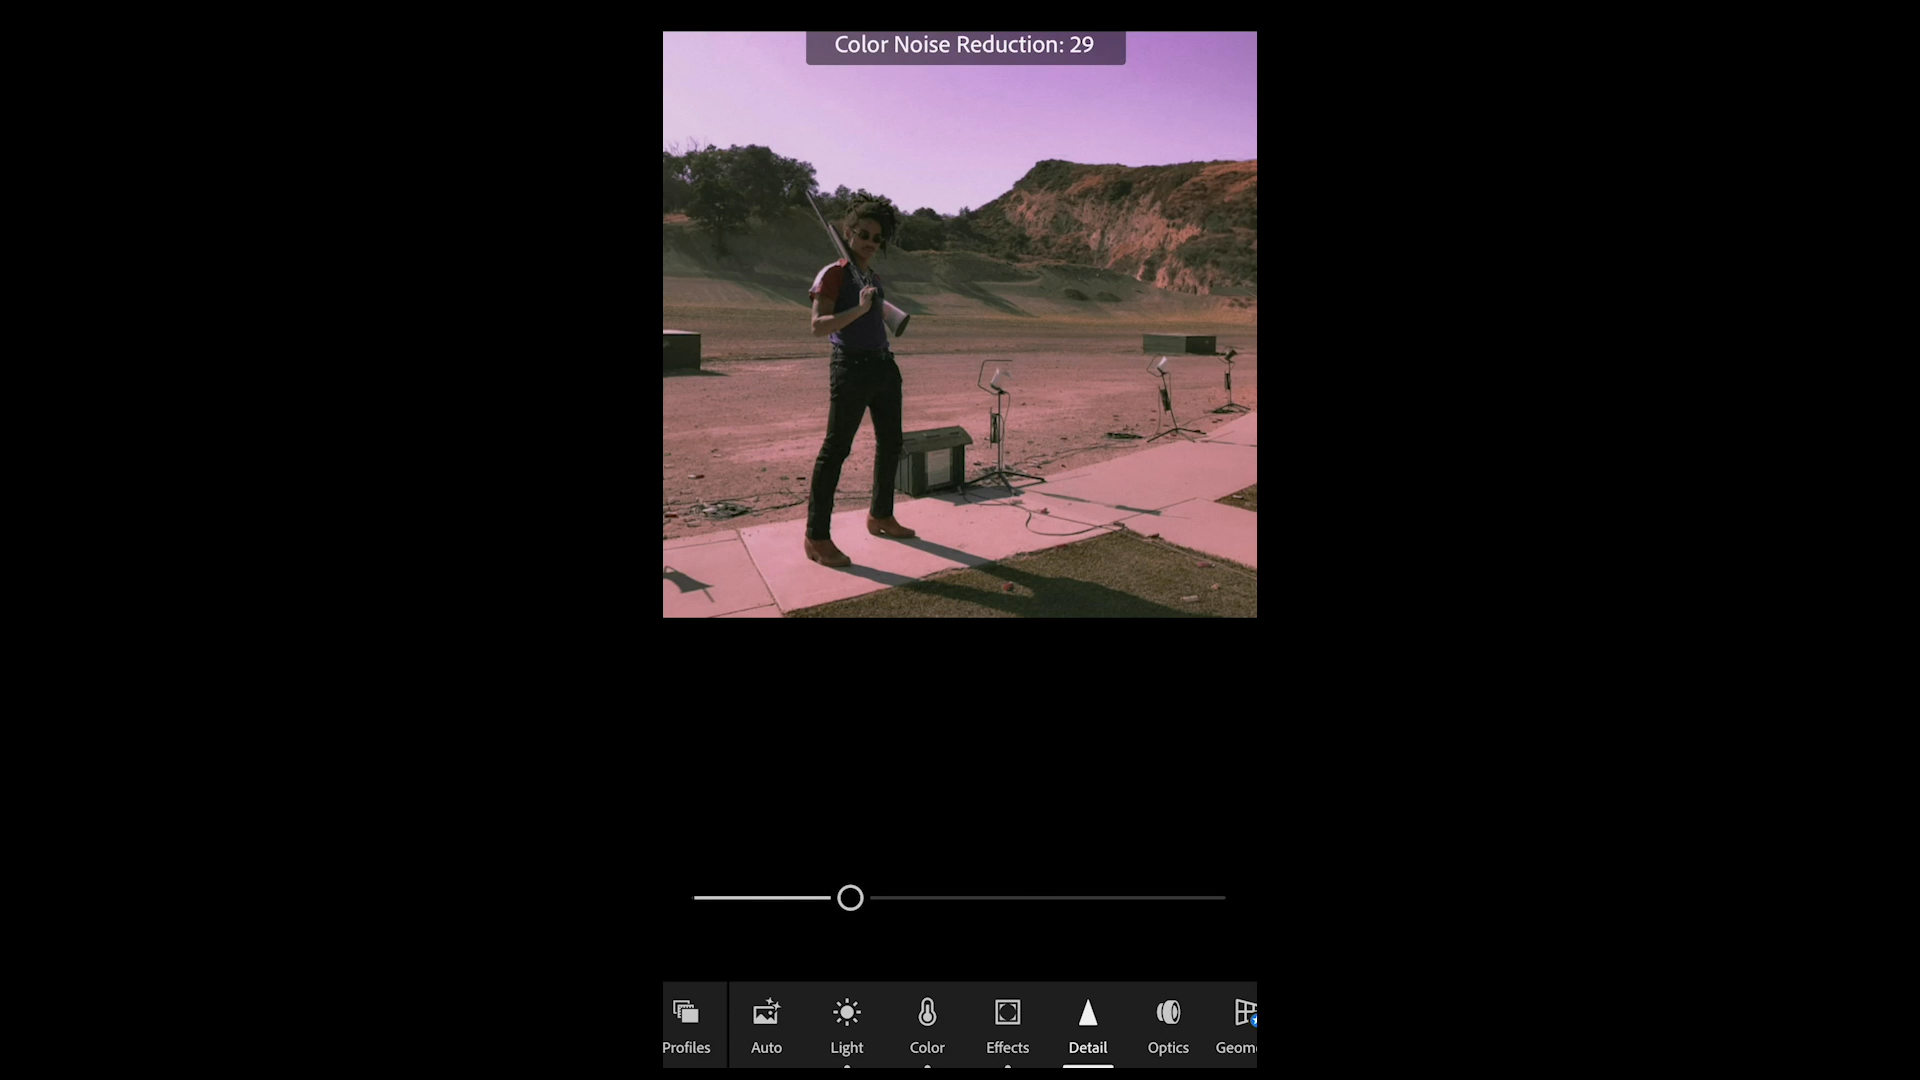 Color Noise Reduction: 29
Profiles
Auto
Light
Color
Effects
Detail
Optics
Geom